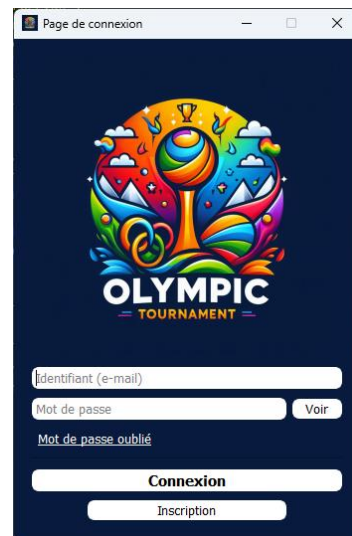 Page de connexion
OLYMPIC
TOURNAMENT
Identifiant (e-mail)
Mot de passe
Voir
Mot de passe oublié
Connexion
Inscription